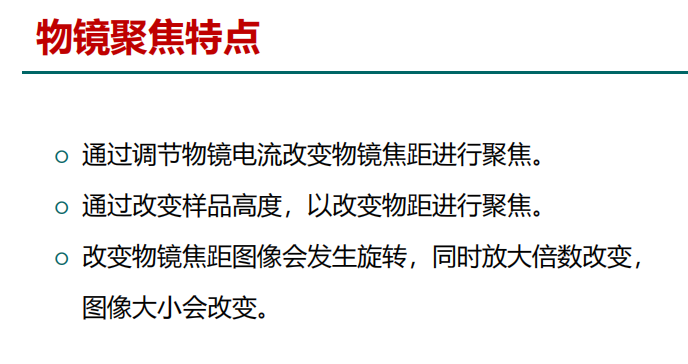 物镜聚焦特点
通过调节物镜电流改变物镜焦距进行聚焦。
通过改变样品高度，以改变物距进行聚焦。
改变物镜焦距图像会发生旋转，同时放大倍数改变，
图像大小会改变。